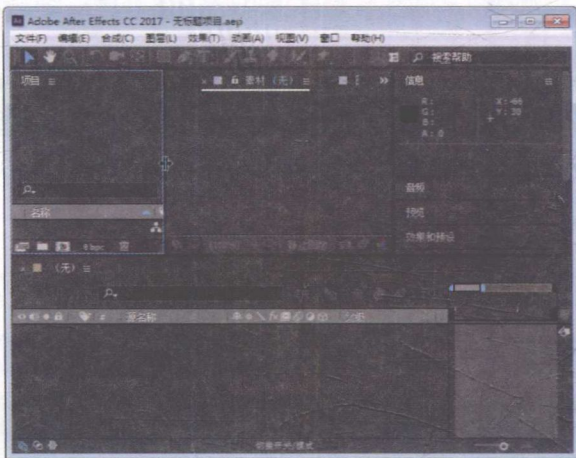 Adobe After Effects CC 2017 - 无标题项目.aep
文件(F) 编辑(E) 合成(C) 图层(L) 效果(T) 动画(A) 视图(V) 窗口 帮助(H)
搜索帮助
项目
素材 (无)
信息
R:
G:
B:
A: 0
X:
Y:
音频
预览
效果和预设
名称
8 bpc
(无)
# 源名称
父级
切换开关/模式